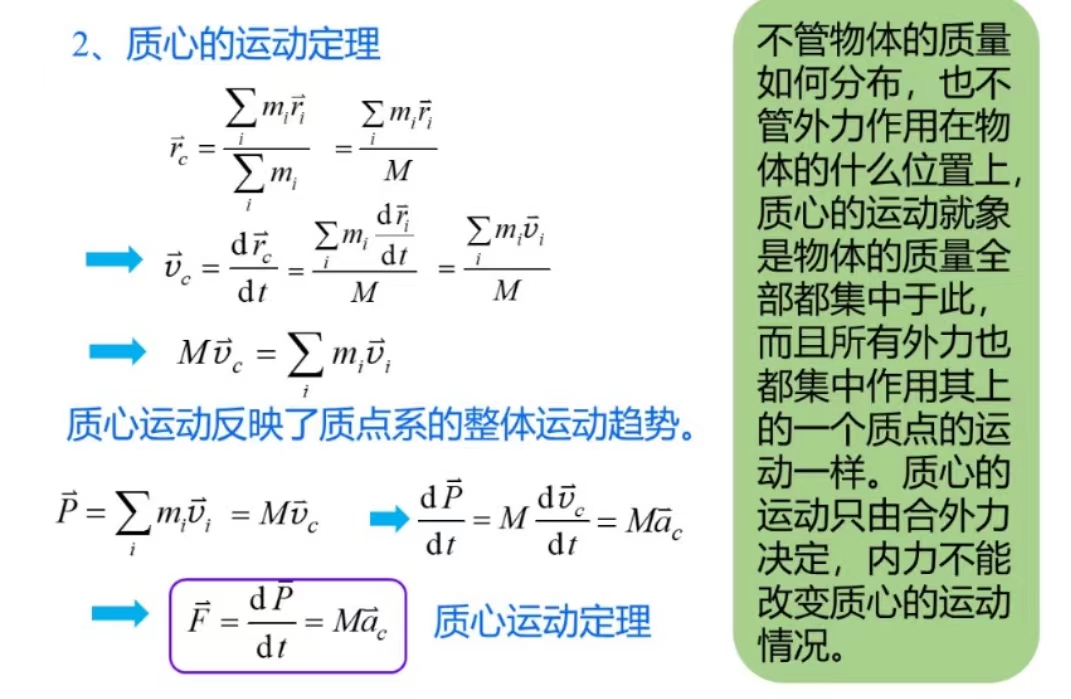 2、质心的运动定理
$\vec{r}_c = \frac{\sum_i m_i \vec{r}_i}{\sum_i m_i} = \frac{\sum_i m_i \vec{r}_i}{M}$
$\vec{v}_c = \frac{d\vec{r}_c}{dt} = \frac{\sum_i m_i \frac{d\vec{r}_i}{dt}}{M} = \frac{\sum_i m_i \vec{v}_i}{M}$
$M\vec{v}_c = \sum_i m_i \vec{v}_i$
质心运动反映了质点系的整体运动趋势。
$\vec{P} = \sum_i m_i \vec{v}_i = M\vec{v}_c$ $\frac{d\vec{P}}{dt} = M\frac{d\vec{v}_c}{dt} = M\vec{a}_c$
$\vec{F} = \frac{d\vec{P}}{dt} = M\vec{a}_c$ 质心运动定理
不管物体的质量
如何分布，也不
管外力作用在物
体的什么位置上，
质心的运动就象
是物体的质量全
部都集中于此，
而且所有外力也
都集中作用其上
的一个质点的运
动一样。质心的
运动只由合外力
决定，内力不能
改变质心的运动
情况。